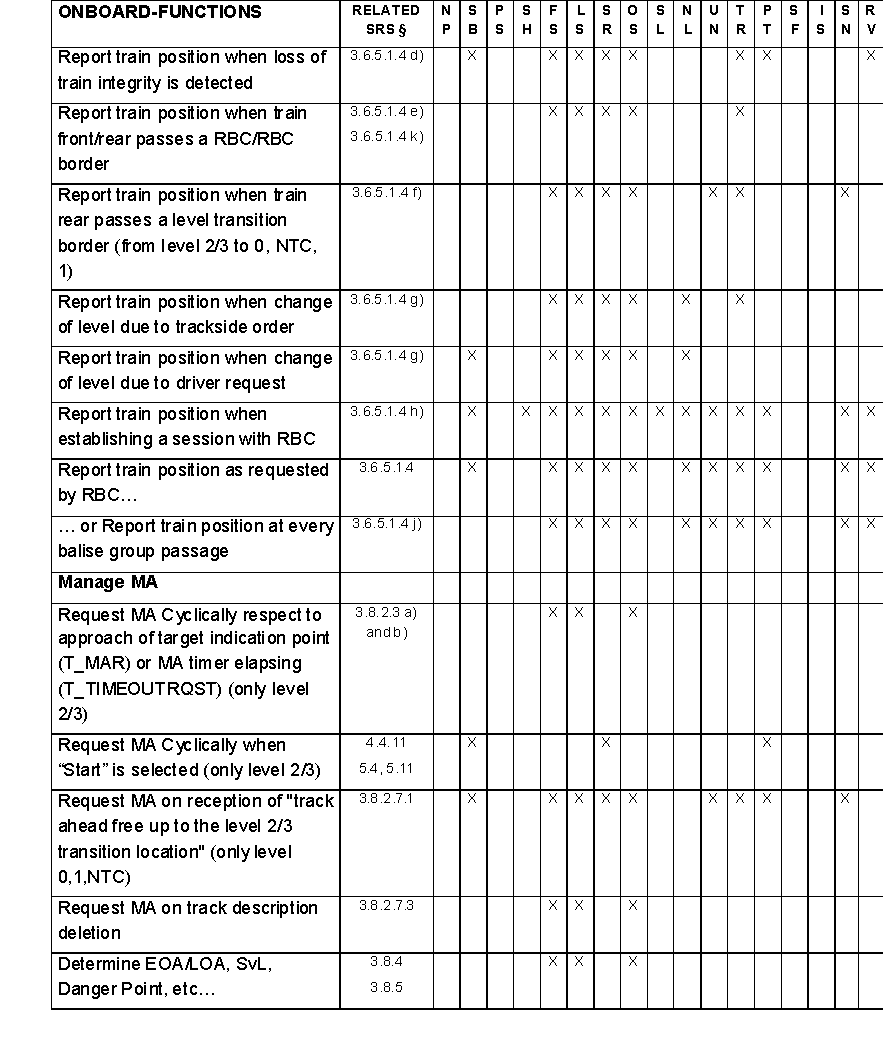 ONBOARD-FUNCTIONS RELATED SRS § NP SB PS SH FS LS SR OS SL NL UN TR PT SF IS SN RV
Report train position when loss of 3.6.5.1.4 d) X X X X X X X X
train integrity is detected
Report train position when train 3.6.5.1.4 e) X X X X X
front/rear passes a RBC/RBC 3.6.5.1.4 k)
border
Report train position when train 3.6.5.1.4 f) X X X X X X X
rear passes a level transition
border (from level 2/3 to 0, NTC,
1)
Report train position when change 3.6.5.1.4 g) X X X X X X
of level due to trackside order
Report train position when change 3.6.5.1.4 g) X X X X X X
of level due to driver request
Report train position when 3.6.5.1.4 h) X X X X X X X X X X X X X
establishing a session with RBC
Report train position as requested 3.6.5.1.4 X X X X X X X X X X X
by RBC…
… or Report train position at every 3.6.5.1.4 j) X X X X X X X X X X
balise group passage
Manage MA
Request MA Cyclically respect to 3.8.2.3 a) X X X
approach of target indication point and b)
(T_MAR) or MA timer elapsing
(T_TIMEOUTRQST) (only level
2/3)
Request MA Cyclically when 4.4.11 X X X
“Start” is selected (only level 2/3) 5.4, 5.11
Request MA on reception of "track 3.8.2.7.1 X X X X X X X X X
ahead free up to the level 2/3
transition location" (only level
0,1,NTC)
Request MA on track description 3.8.2.7.3 X X X
deletion
Determine EOA/LOA, SvL, 3.8.4 X X X
Danger Point, etc… 3.8.5